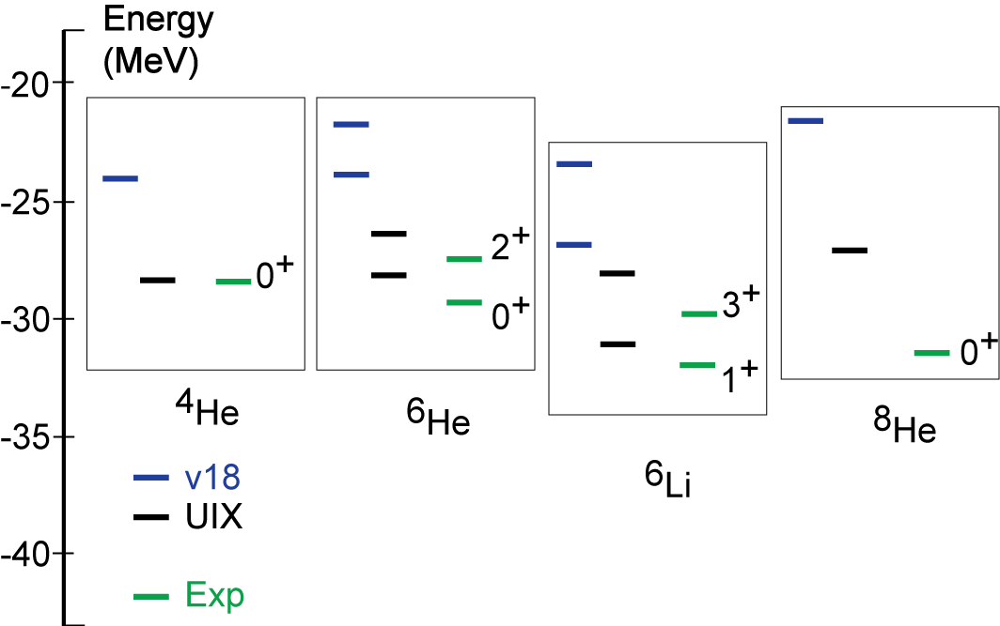 Energy
(MeV)
-20
-25
-30
-35
-40
0⁺
2⁺
0⁺
3⁺
1⁺
0⁺
⁴He
⁶He
⁶Li
⁸He
v18
UIX
Exp